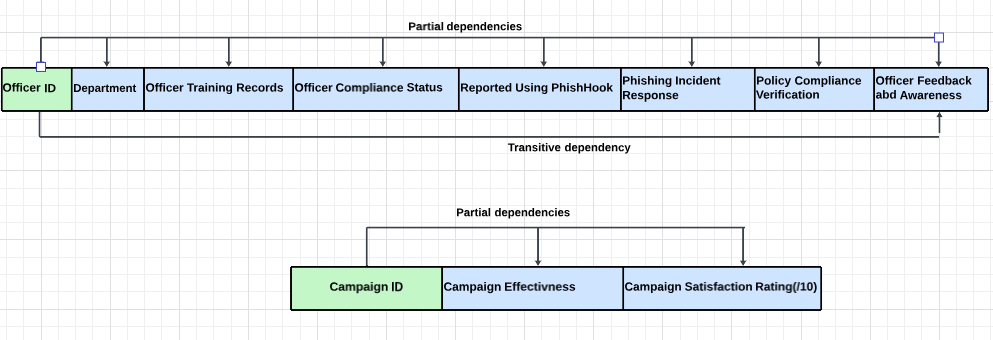 Partial dependencies
Officer ID
Department
Officer Training Records
Officer Compliance Status
Reported Using PhishHook
Phishing Incident
Response
Policy Compliance
Verification
Officer Feedback
abd Awareness
Transitive dependency
Partial dependencies
Campaign ID
Campaign Effectivness
Campaign Satisfaction Rating(/10)